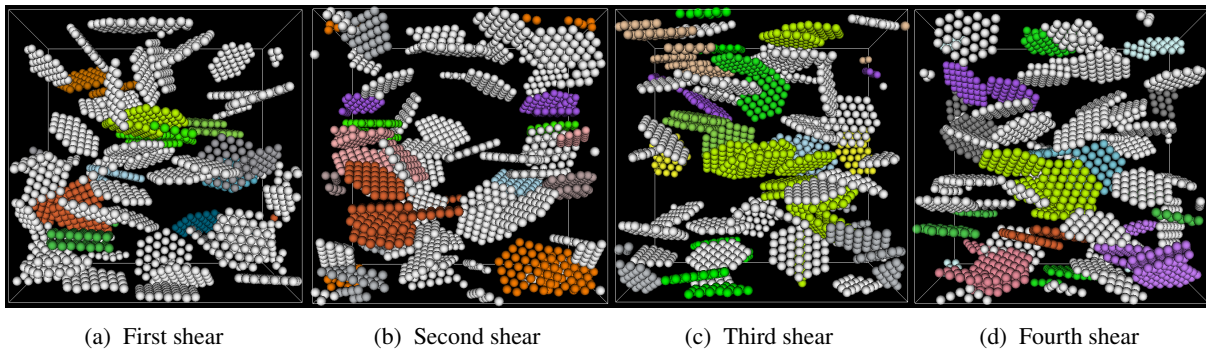 (a) First shear
(b) Second shear
(c) Third shear
(d) Fourth shear